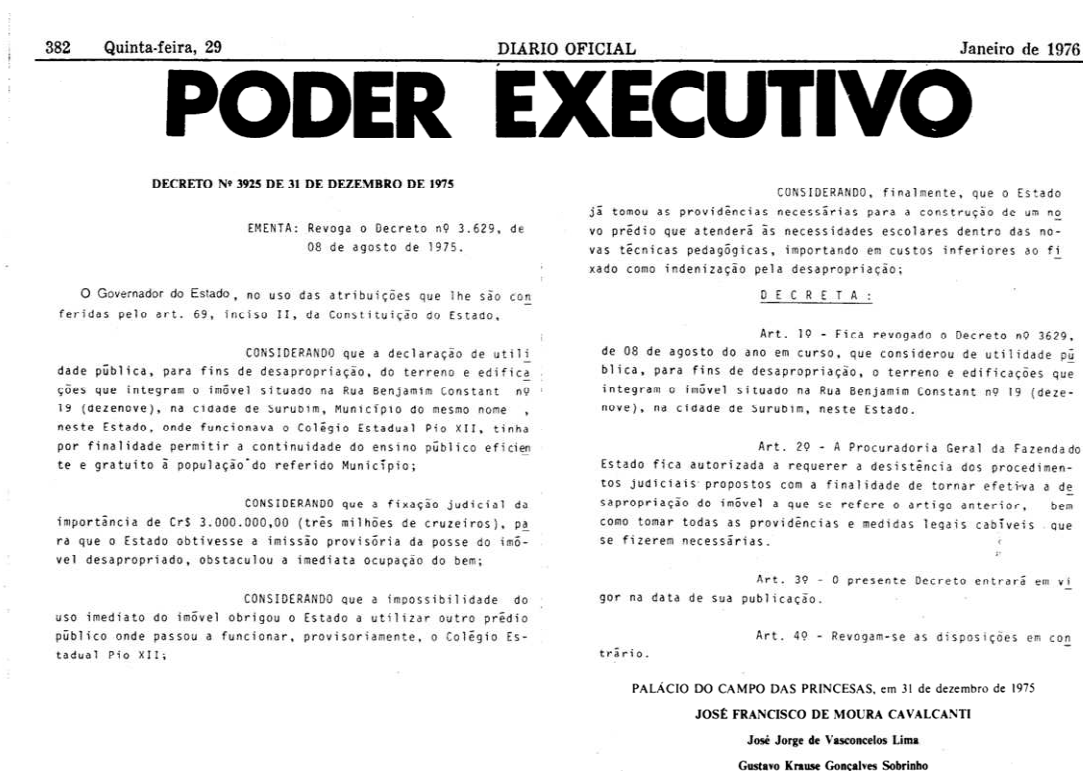 382 Quinta-feira, 29 DIARIO OFICIAL Janeiro de 1976
PODER EXECUTIVO
DECRETO Nº 3925 DE 31 DE DEZEMBRO DE 1975
EMENTA: Revoga o Decreto nº 3.629, de
08 de agosto de 1975.
O Governador do Estado, no uso das atribuições que lhe são con
feridas pelo art. 69, inciso II, da Constituição do Estado,
CONSIDERANDO que a declaração de utili
dade pública, para fins de desapropriação, do terreno e edifica
ções que integram o imóvel situado na Rua Benjamim Constant nº
19 (dezenove), na cidade de Surubim, Município do mesmo nome ,
neste Estado, onde funcionava o Colégio Estadual Pio XII, tinha
por finalidade permitir a continuidade do ensino público eficien
te e gratuito à população do referido Município;
CONSIDERANDO que a fixação judicial da
importância de Cr$ 3.000.000,00 (três milhões de cruzeiros), pa
ra que o Estado obtivesse a imissão provisória da posse do imó-
vel desapropriado, obstaculou a imediata ocupação do bem;
CONSIDERANDO que a impossibilidade do
uso imediato do imóvel obrigou o Estado a utilizar outro prédio
público onde passou a funcionar, provisoriamente, o Colégio Es-
tadual Pio XII;
CONSIDERANDO, finalmente, que o Estado
já tomou as providências necessárias para a construção de um no
vo prédio que atenderá às necessidades escolares dentro das no-
vas técnicas pedagógicas, importando em custos inferiores ao fi
xado como indenização pela desapropriação;
D E C R E T A :
Art. 1º - Fica revogado o Decreto nº 3629,
de 08 de agosto do ano em curso, que considerou de utilidade pú
blica, para fins de desapropriação, o terreno e edificações que
integram o imóvel situado na Rua Benjamim Constant nº 19 (deze-
nove), na cidade de Surubim, neste Estado.
Art. 2º - A Procuradoria Geral da Fazenda do
Estado fica autorizada a requerer a desistência dos procedimen-
tos judiciais propostos com a finalidade de tornar efetiva a de
sapropriação do imóvel a que se refere o artigo anterior, bem
como tomar todas as providências e medidas legais cabíveis que
se fizerem necessárias.
Art. 3º - O presente Decreto entrará em vi
gor na data de sua publicação.
Art. 4º - Revogam-se as disposições em con
trário.
PALÁCIO DO CAMPO DAS PRINCESAS, em 31 de dezembro de 1975
JOSÉ FRANCISCO DE MOURA CAVALCANTI
José Jorge de Vasconcelos Lima
Gustavo Krause Gonçalves Sobrinho